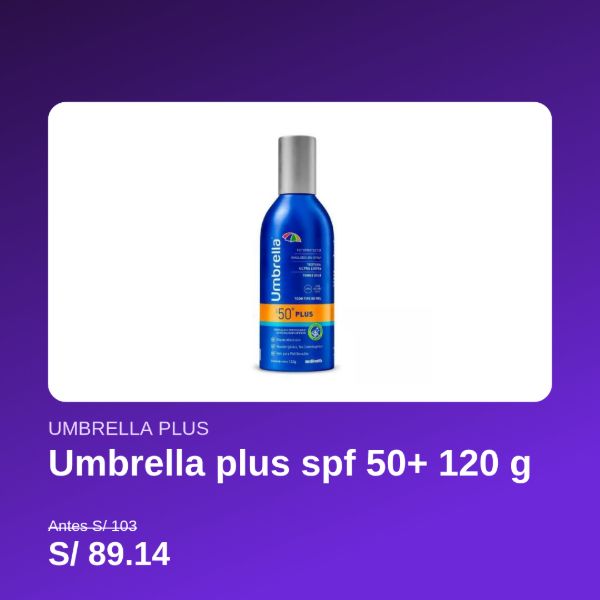 Umbrella
50+ PLUS
UMBRELLA PLUS
Umbrella plus spf 50+ 120 g
Antes S/ 103
S/ 89.14